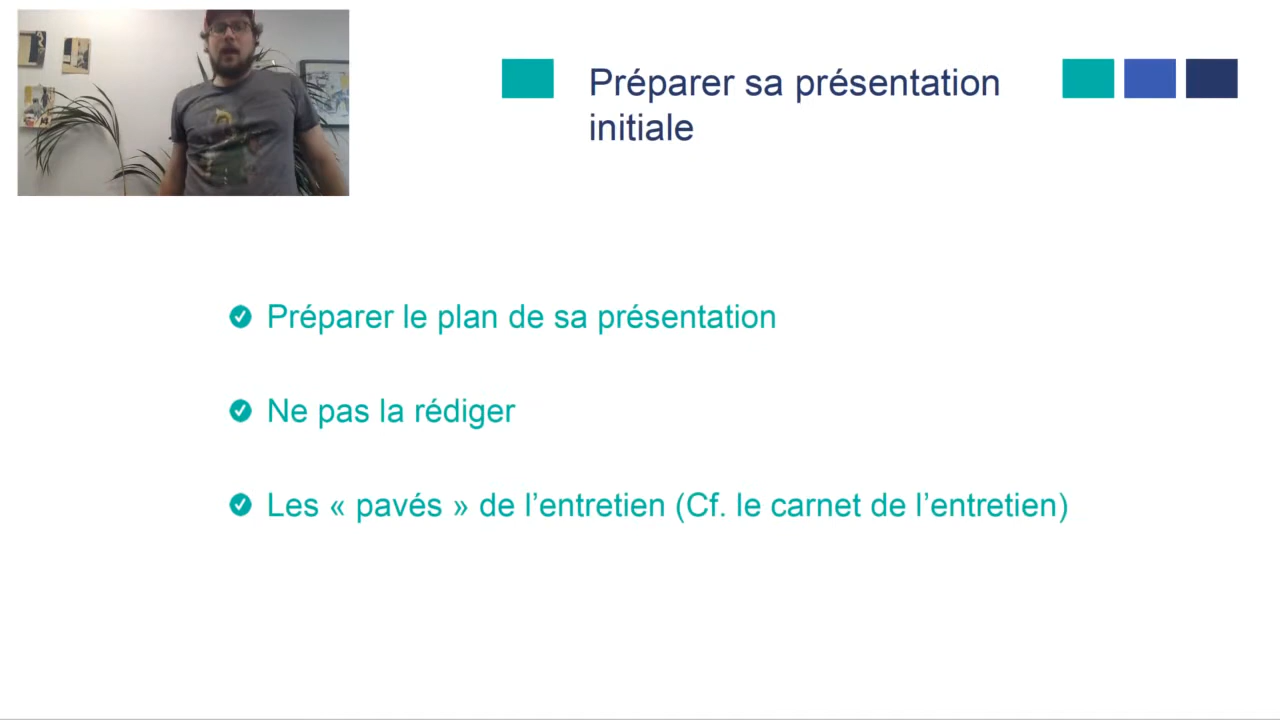 Préparer sa présentation
initiale
Préparer le plan de sa présentation
Ne pas la rédiger
Les « pavés » de l’entretien (Cf. le carnet de l’entretien)